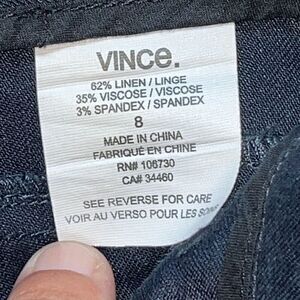 VINCE.
62% LINEN / LINGE
35% VISCOSE / VISCOSE
3% SPANDEX / SPANDEX
8
MADE IN CHINA
FABRIQUÉ EN CHINE
RN# 106730
CA# 34460
SEE REVERSE FOR CARE
VOIR AU VERSO POUR LES